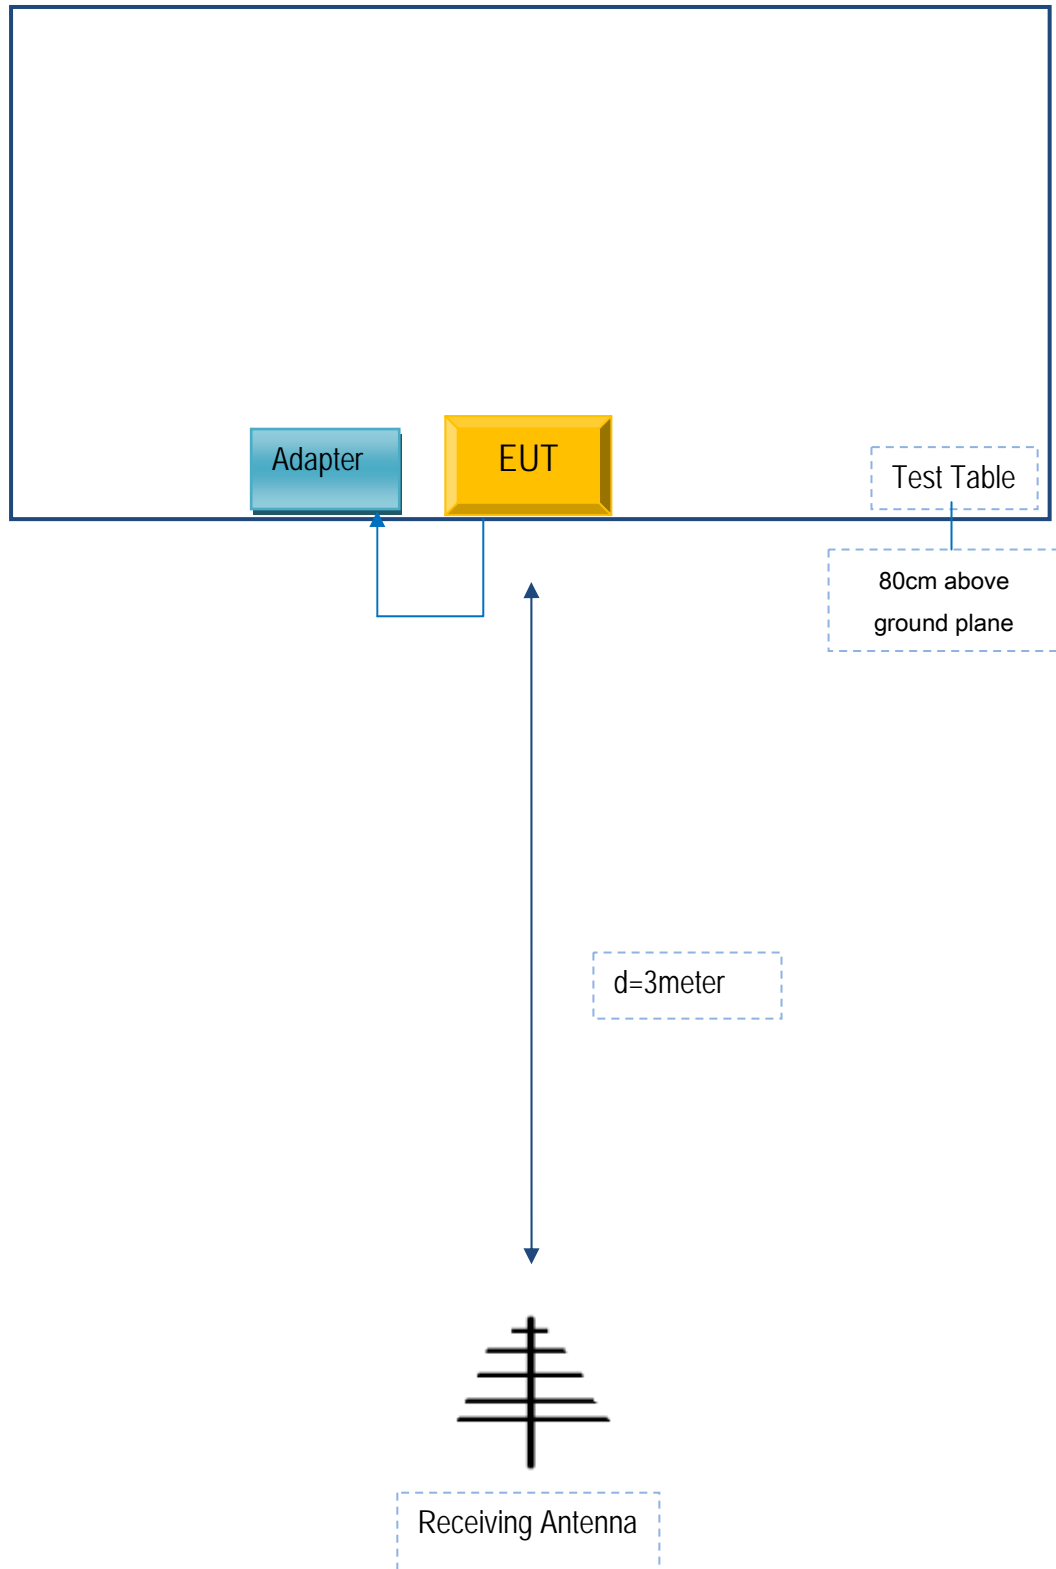 Adapter
EUT
Test Table
80cm above
ground plane
d=3meter
Receiving Antenna